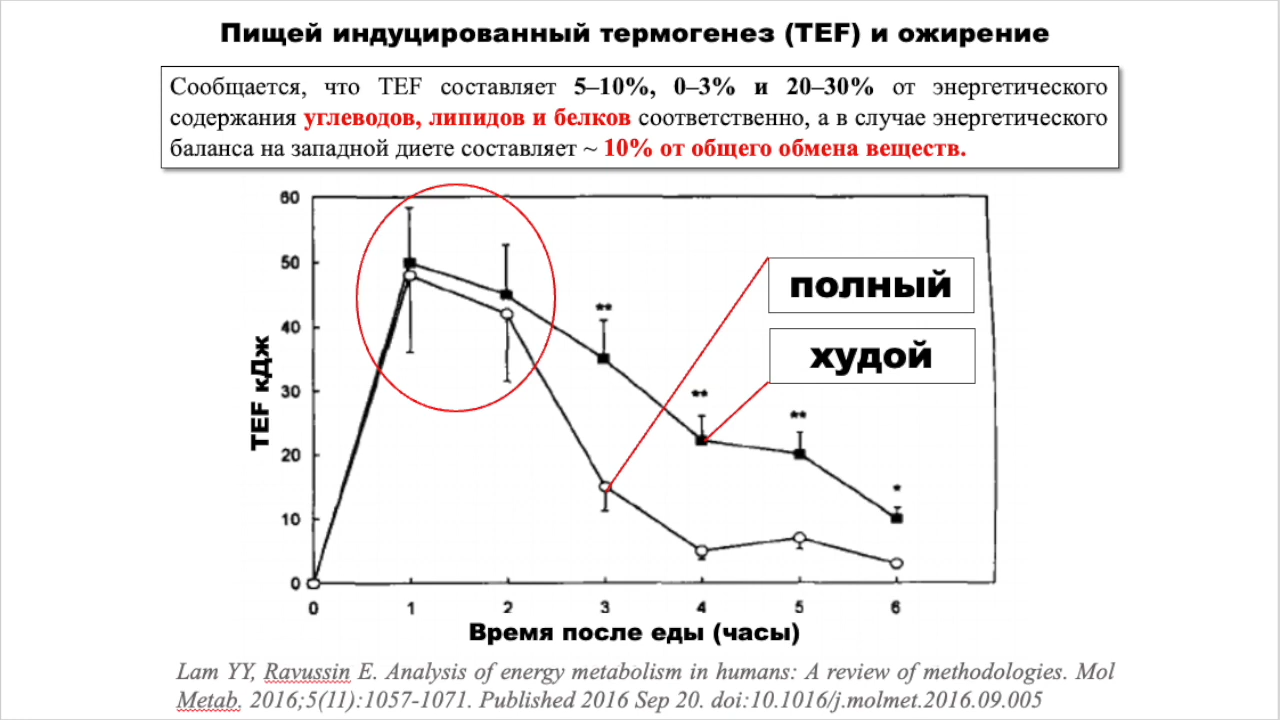 Пищей индуцированный термогенез (TEF) и ожирение
Сообщается, что TEF составляет 5–10%, 0–3% и 20–30% от энергетического
содержания углеводов, липидов и белков соответственно, а в случае энергетического
баланса на западной диете составляет ~ 10% от общего обмена веществ.
60
50
40
30
20
10
0
TEF кДж
**
**
**
*
полный
худой
0 1 2 3 4 5 6
Время после еды (часы)
Lam YY, Ravussin E. Analysis of energy metabolism in humans: A review of methodologies. Mol
Metab. 2016;5(11):1057-1071. Published 2016 Sep 20. doi:10.1016/j.molmet.2016.09.005